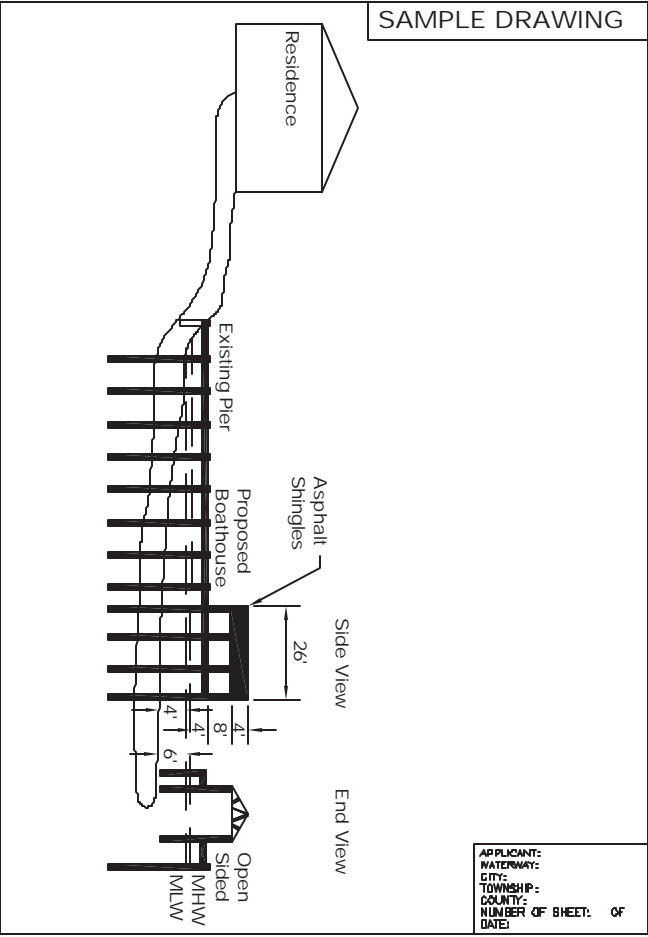 SAMPLE DRAWING
Residence
Existing Pier
Proposed
Boathouse
Asphalt
Shingles
Side View
26'
4'
8'
4'
4'
6'
End View
Open
Sided
MHW
MLW
APPLICANT:
WATERWAY:
CITY:
TOWNSHIP:
COUNTY:
NUMBER OF SHEET: OF
DATE: